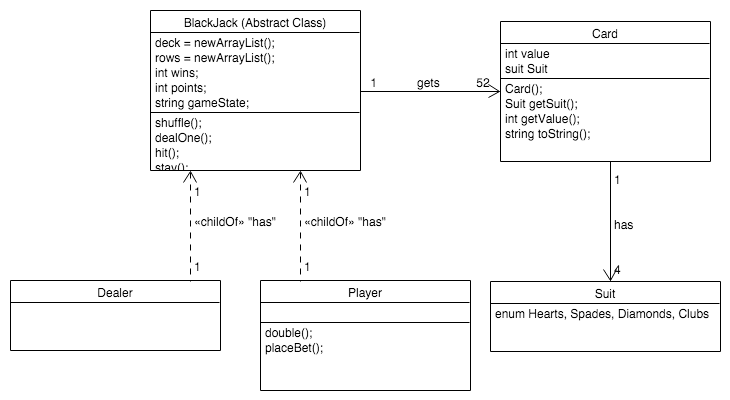 BlackJack (Abstract Class)
deck = newArrayList();
rows = newArrayList();
int wins;
int points;
string gameState;
shuffle();
dealOne();
hit();
stay();
1 gets 52
Card
int value
suit Suit
Card();
Suit getSuit();
int getValue();
string toString();
1
«childOf» "has"
1
1
«childOf» "has"
1
1
has
4
Dealer
Player
double();
placeBet();
Suit
enum Hearts, Spades, Diamonds, Clubs